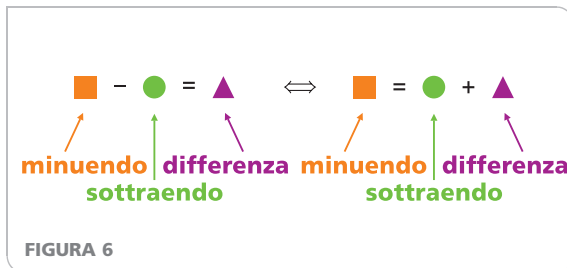 – = ⇔ = +
minuendo differenza minuendo differenza
sottraendo sottraendo
FIGURA 6